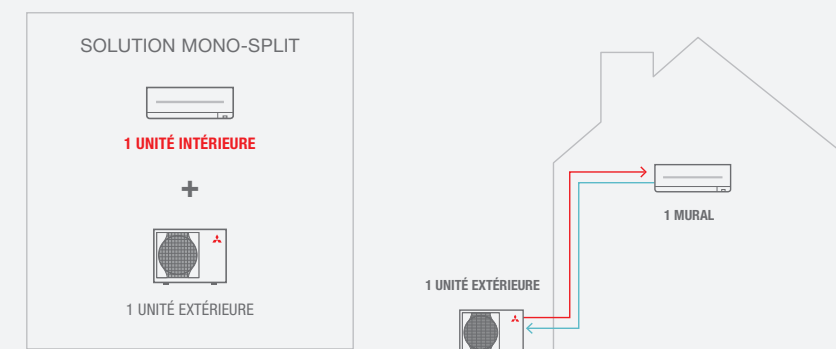 SOLUTION MONO-SPLIT
1 UNITÉ INTÉRIEURE
+
1 UNITÉ EXTÉRIEURE
1 MURAL
1 UNITÉ EXTÉRIEURE